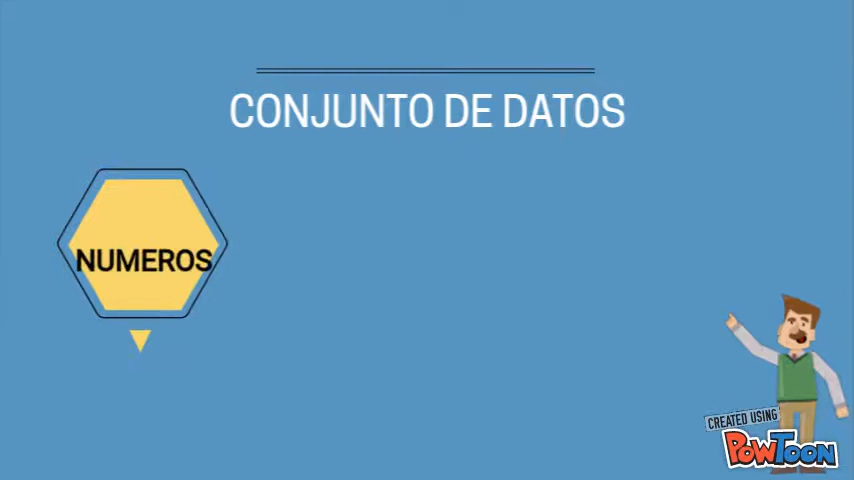 CONJUNTO DE DATOS
NUMEROS
CREATED USING
POWTOON